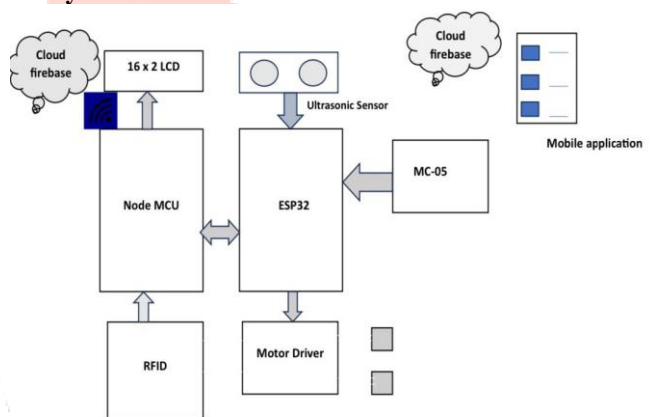 Cloud
firebase
16 x 2 LCD
Ultrasonic Sensor
Cloud
firebase
Mobile application
Node MCU
ESP32
MC-05
RFID
Motor Driver